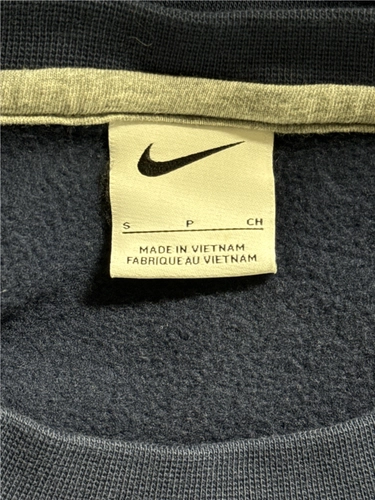 S P CH
MADE IN VIETNAM
FABRIQUE AU VIETNAM